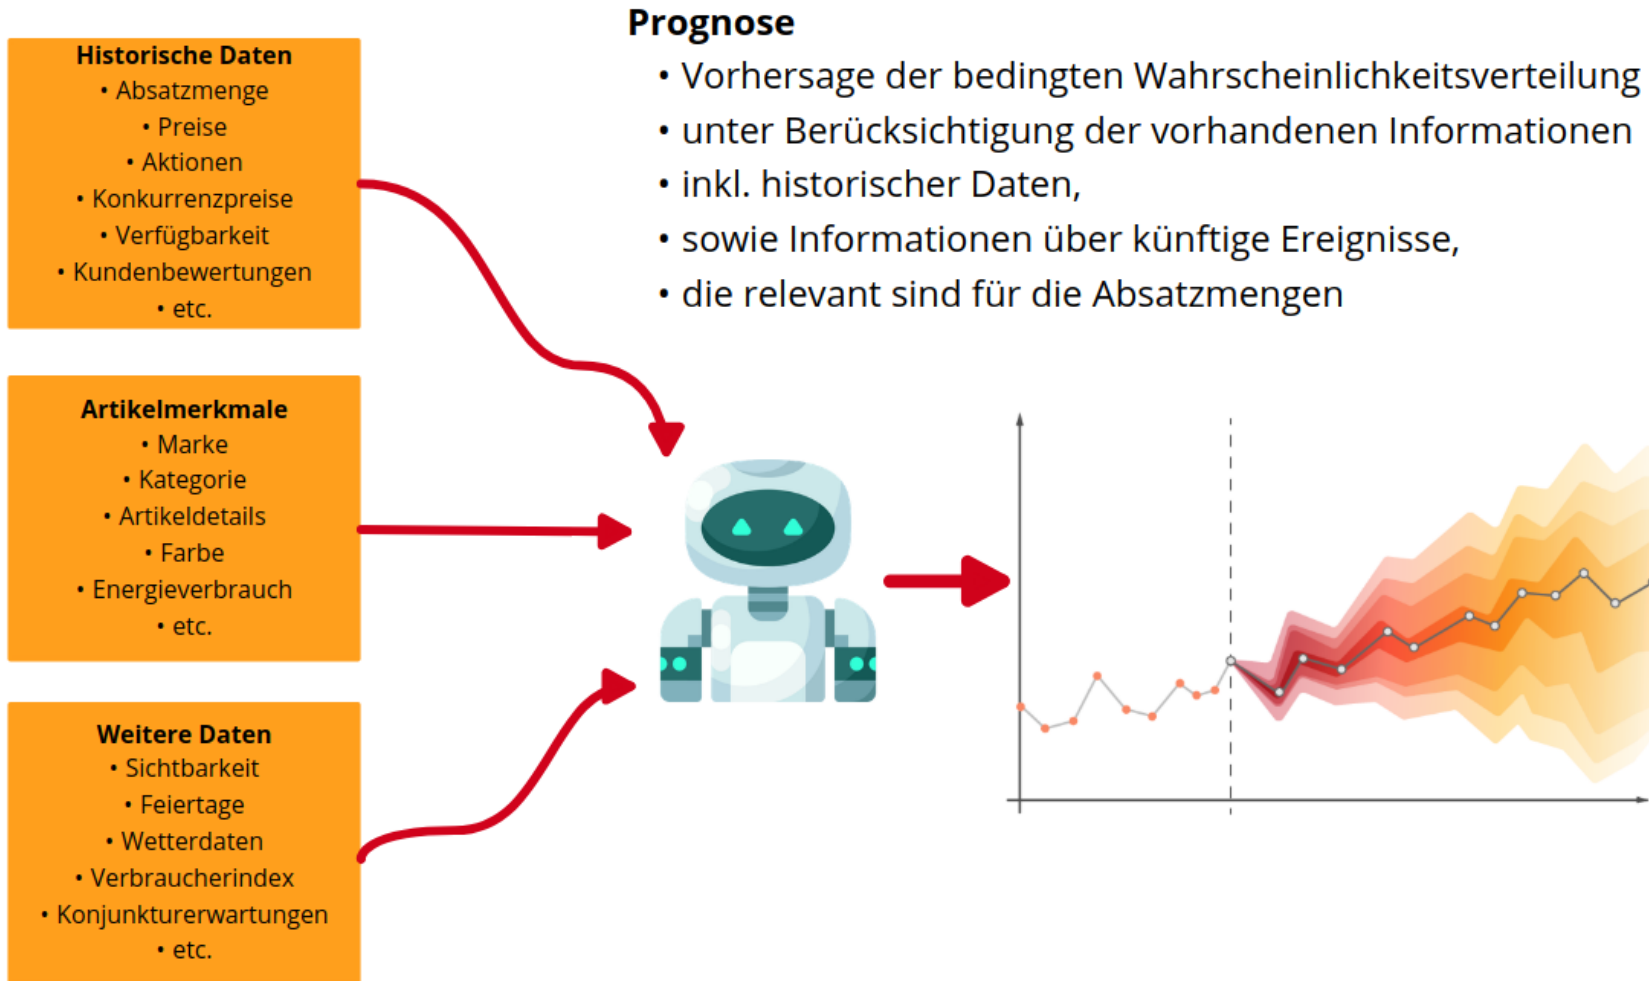 Prognose
• Vorhersage der bedingten Wahrscheinlichkeitsverteilung
• unter Berücksichtigung der vorhandenen Informationen
• inkl. historischer Daten,
• sowie Informationen über künftige Ereignisse,
• die relevant sind für die Absatzmengen
Historische Daten
• Absatzmenge
• Preise
• Aktionen
• Konkurrenzpreise
• Verfügbarkeit
• Kundenbewertungen
• etc.
Artikelmerkmale
• Marke
• Kategorie
• Artikeldetails
• Farbe
• Energieverbrauch
• etc.
Weitere Daten
• Sichtbarkeit
• Feiertage
• Wetterdaten
• Verbraucherindex
• Konjunkturerwartungen
• etc.